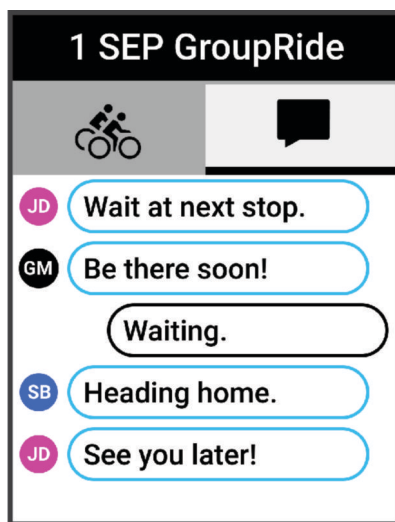 1 SEP GroupRide
JD Wait at next stop.
GM Be there soon!
Waiting.
SB Heading home.
JD See you later!